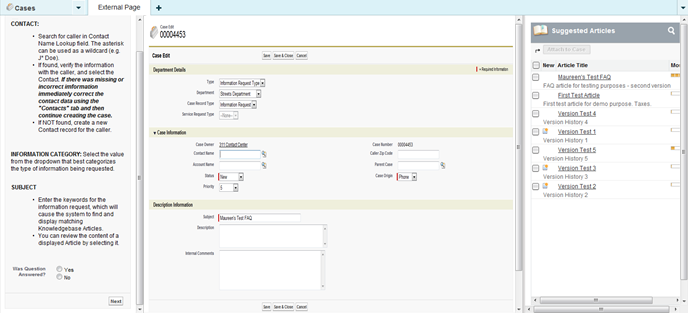 Cases
External Page
CONTACT:
• Search for caller in Contact
Name Lookup field. The asterisk
can be used as a wildcard (e.g.
J* Doe).
• If found, verify the information
with the caller, and select the
Contact. If there was missing or
incorrect information
immediately correct the
contact data using the
"Contacts" tab and then
continue creating the case.
• If NOT found, create a new
Contact record for the caller.
INFORMATION CATEGORY: Select the value
from the dropdown that best categorizes
the type of information being requested.
SUBJECT
• Enter the keywords for the
information request, which will
cause the system to find and
display matching
Knowledgebase Articles.
• You can review the content of a
displayed Article by selecting it.
Was Question
Answered?
Yes
No
Next
Case Edit
00004453
Case Edit
Save
Save & Close
Cancel
Department Details
= Required Information
Type
Information Request Type
Department
Streets Department
Case Record Type
Information Request
Service Request Type
--None--
Case Information
Case Owner
311 Contact Center
Case Number
00004453
Contact Name
Caller Zip Code
Account Name
Parent Case
Status
New
Case Origin
Phone
Priority
Description Information
Subject
Maureen's Test FAQ
Description
Internal Comments
Save
Save & Close
Cancel
Suggested Articles
Attach to Case
New Article Title
Mos
Maureen's Test FAQ
FAQ article for testing purposes - second version
First Test Article
First test article for demo purpose. Taxes.
Version Test 4
Version History 4
Version Test 1
Version History 1
Version Test 5
Version History 5
Version Test 3
Version History 3
Version Test 2
Version History 2